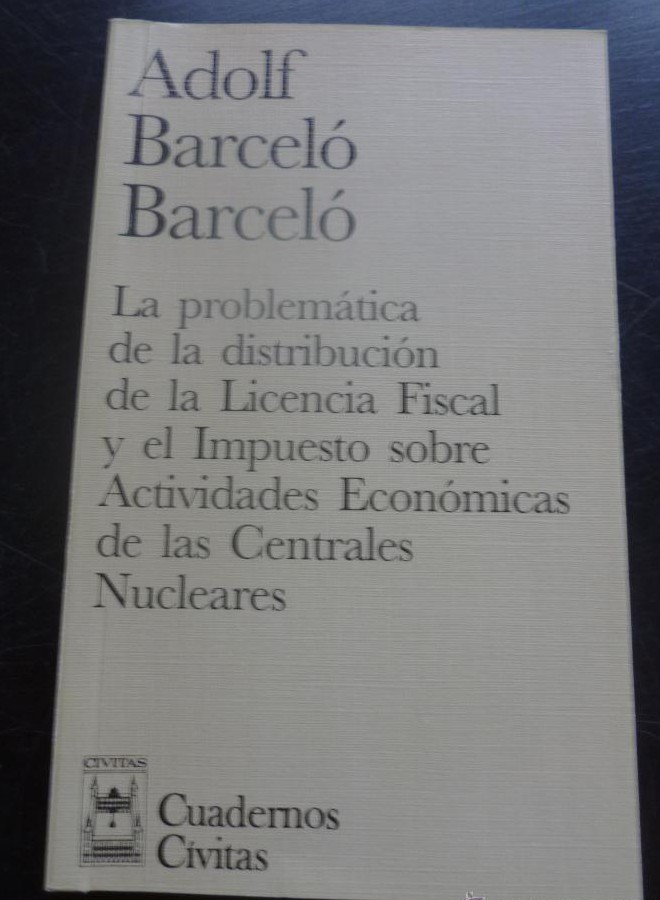 Adolf
Barceló
Barceló
La problemática
de la distribución
de la Licencia Fiscal
y el Impuesto sobre
Actividades Económicas
de las Centrales
Nucleares
CIVITAS
Cuadernos
Cívitas